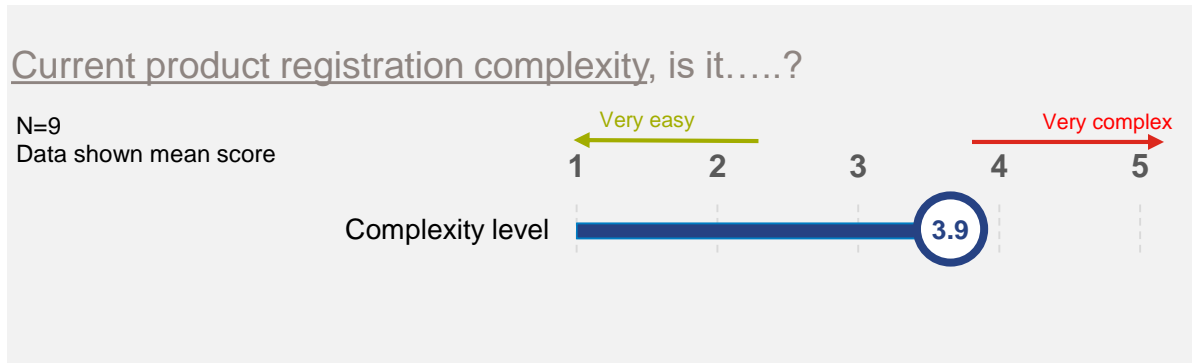 Current product registration complexity, is it…..?
N=9
Data shown mean score
Very easy
Very complex
1 2 3 4 5
Complexity level
3.9